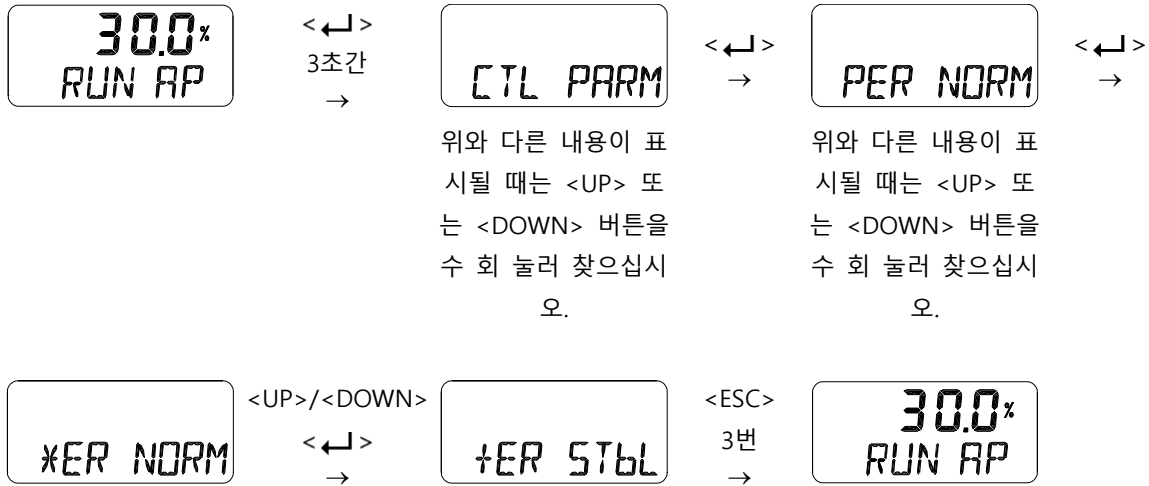 30.0%
RUN AP
<↵>
3초간
→
CTL PARM
위와 다른 내용이 표
시될 때는 <UP> 또
는 <DOWN> 버튼을
수 회 눌러 찾으십시
오.
<↵>
→
PER NORM
위와 다른 내용이 표
시될 때는 <UP> 또
는 <DOWN> 버튼을
수 회 눌러 찾으십시
오.
<↵>
→
*ER NORM
<UP>/<DOWN>
<↵>
→
+ER STbL
<ESC>
3번
→
30.0%
RUN AP